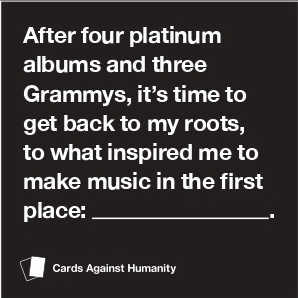 After four platinum
albums and three
Grammys, it's time to
get back to my roots,
to what inspired me to
make music in the first
place: ____________.
Cards Against Humanity